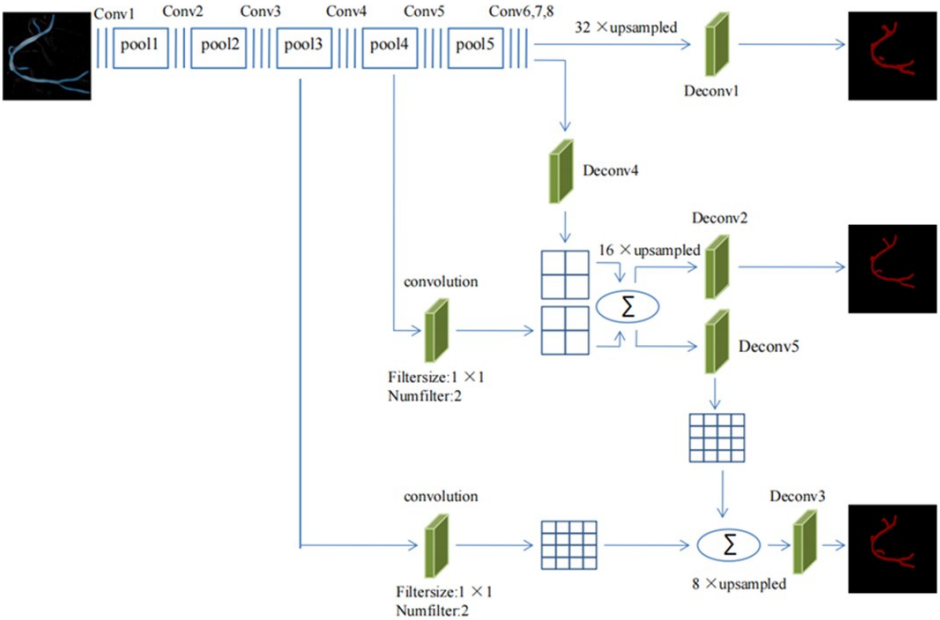 Conv1 Conv2 Conv3 Conv4 Conv5 Conv6,7,8
pool1 pool2 pool3 pool4 pool5
32 ×upsampled
Deconv1
Deconv4
Deconv2
16 ×upsampled
convolution
Σ
Deconv5
Filtersize:1 ×1
Numfilter:2
convolution
Deconv3
Σ
8 ×upsampled
Filtersize:1 ×1
Numfilter:2